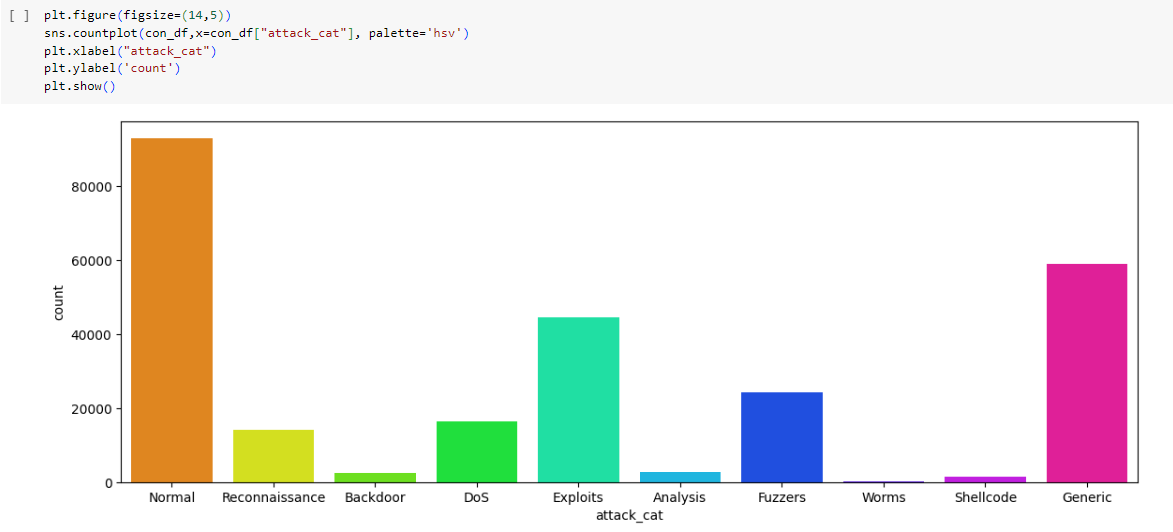 [ ] plt.figure(figsize=(14,5))
sns.countplot(con_df,x=con_df["attack_cat"], palette='hsv')
plt.xlabel("attack_cat")
plt.ylabel('count')
plt.show()
80000
60000
40000
20000
0
count
Normal Reconnaissance Backdoor DoS Exploits Analysis Fuzzers Worms Shellcode Generic
attack_cat